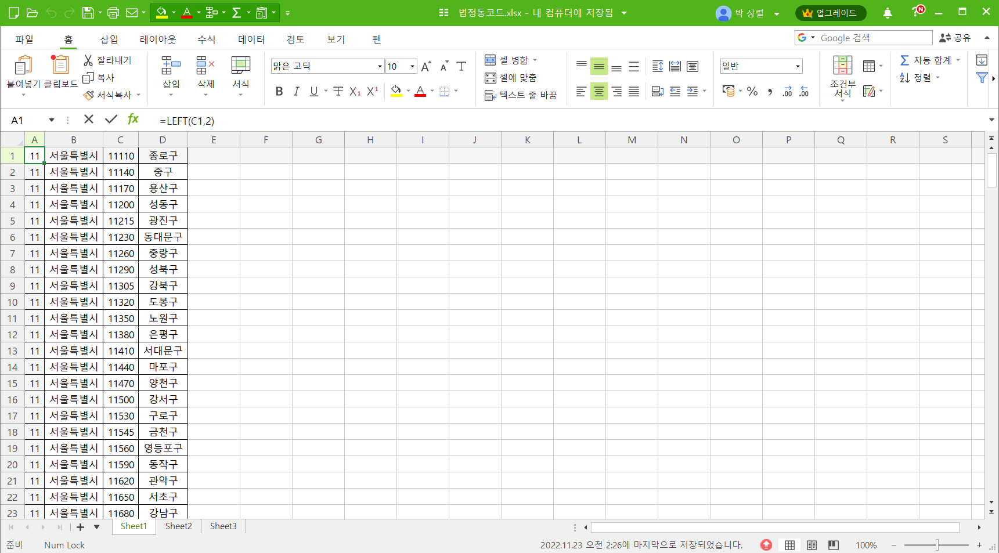 법정동코드.xlsx - 내 컴퓨터에 저장됨
박 상렬
업그레이드
파일 홈 삽입 레이아웃 수식 데이터 검토 보기 펜
Google 검색
공유
붙여넣기 클립보드
잘라내기
복사
서식복사
삽입 삭제 서식
맑은 고딕 10
셀 병합
셀에 맞춤
텍스트 줄 바꿈
일반
조건부
서식
자동 합계
정렬
A1 =LEFT(C1,2)
A B C D E F G H I J K L M N O P Q R S
1 11 서울특별시 11110 종로구
2 11 서울특별시 11140 중구
3 11 서울특별시 11170 용산구
4 11 서울특별시 11200 성동구
5 11 서울특별시 11215 광진구
6 11 서울특별시 11230 동대문구
7 11 서울특별시 11260 중랑구
8 11 서울특별시 11290 성북구
9 11 서울특별시 11305 강북구
10 11 서울특별시 11320 도봉구
11 11 서울특별시 11350 노원구
12 11 서울특별시 11380 은평구
13 11 서울특별시 11410 서대문구
14 11 서울특별시 11440 마포구
15 11 서울특별시 11470 양천구
16 11 서울특별시 11500 강서구
17 11 서울특별시 11530 구로구
18 11 서울특별시 11545 금천구
19 11 서울특별시 11560 영등포구
20 11 서울특별시 11590 동작구
21 11 서울특별시 11620 관악구
22 11 서울특별시 11650 서초구
23 11 서울특별시 11680 강남구
Sheet1 Sheet2 Sheet3
준비 Num Lock 2022.11.23 오전 2:26에 마지막으로 저장되었습니다. 100%